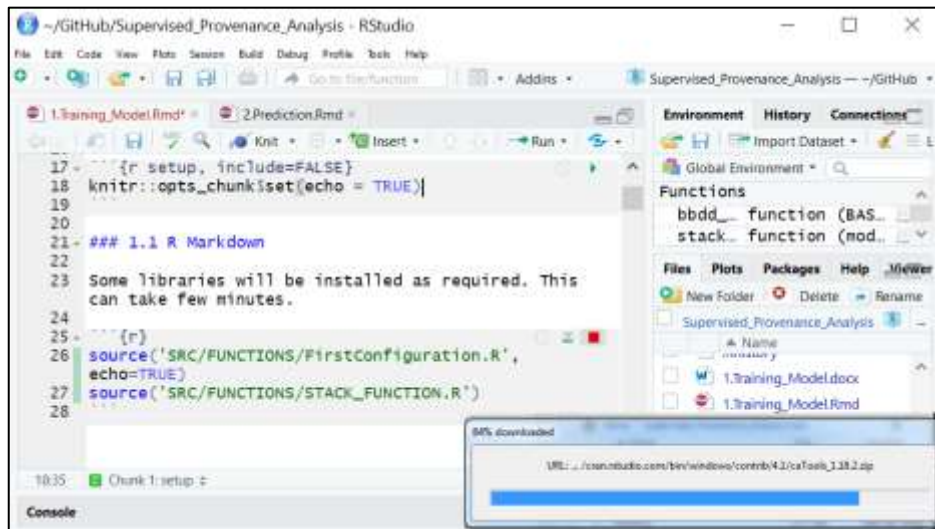 ~/GitHub/Supervised_Provenance_Analysis - RStudio
File Edit Code View Plots Session Build Debug Profile Tools Help
Go to file/function Addins Supervised_Provenance_Analysis — ~/GitHub
1.Training_Model.Rmd* 2.Prediction.Rmd
Knit Insert Run
17 ```{r setup, include=FALSE}
18 knitr::opts_chunk$set(echo = TRUE)
19 ```
20
21 ### 1.1 R Markdown
22
23 Some libraries will be installed as required. This
can take few minutes.
24
25 ```{r}
26 source('SRC/FUNCTIONS/FirstConfiguration.R',
echo=TRUE)
27 source('SRC/FUNCTIONS/STACK_FUNCTION.R')
28 ```
18:35 Chunk 1: setup
Console
Environment History Connections
Import Dataset
Global Environment
Functions
bbdd_… function (BAS…
stack… function (mod…
Files Plots Packages Help Viewer
New Folder Delete Rename
Supervised_Provenance_Analysis
Name
1.Training_Model.docx
1.Training_Model.Rmd
84% downloaded
URL: .../cran.rstudio.com/bin/windows/contrib/4.1/caTools_1.18.2.zip